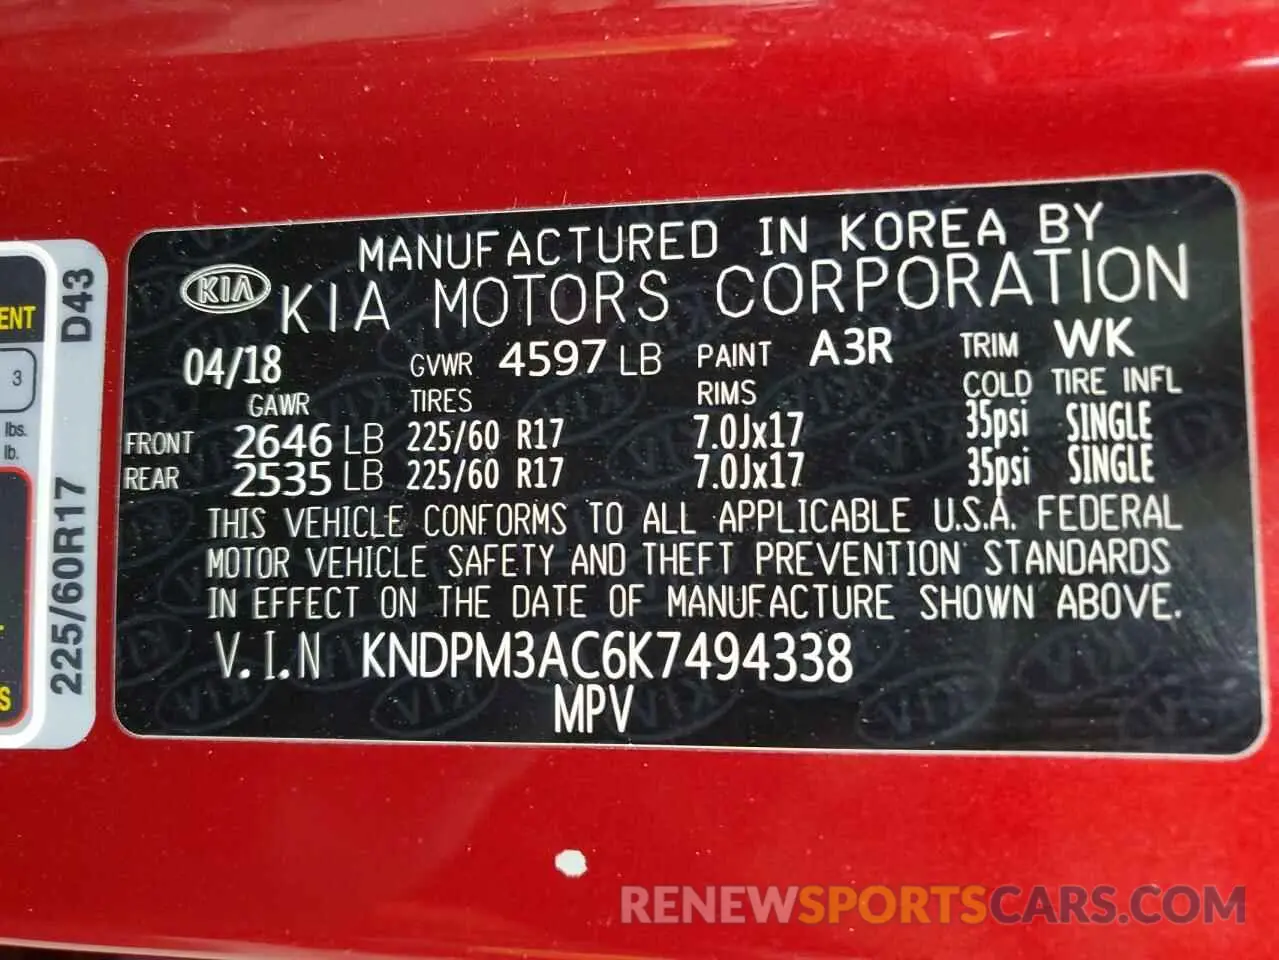 MANUFACTURED IN KOREA BY
KIA KIA MOTORS CORPORATION
04/18 GVWR 4597 LB PAINT A3R TRIM WK
GAWR TIRES RIMS COLD TIRE INFL
FRONT 2646 LB 225/60 R17 7.0Jx17 35psi SINGLE
REAR 2535 LB 225/60 R17 7.0Jx17 35psi SINGLE
THIS VEHICLE CONFORMS TO ALL APPLICABLE U.S.A. FEDERAL
MOTOR VEHICLE SAFETY AND THEFT PREVENTION STANDARDS
IN EFFECT ON THE DATE OF MANUFACTURE SHOWN ABOVE.
V.I.N KNDPM3AC6K7494338
MPV
225/60R17 D43
3
lbs.
lb.
RENEWSPORTSCARS.COM